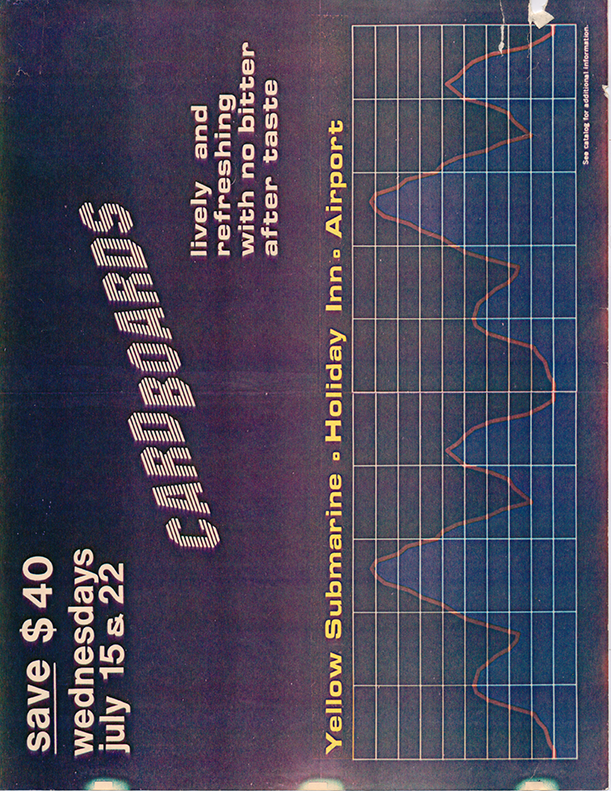 save $40
wednesdays
july 15 & 22
CARDBOARDS
lively and
refreshing
with no bitter
after taste
Yellow Submarine ▫ Holiday Inn ▫ Airport
See catalog for additional information.